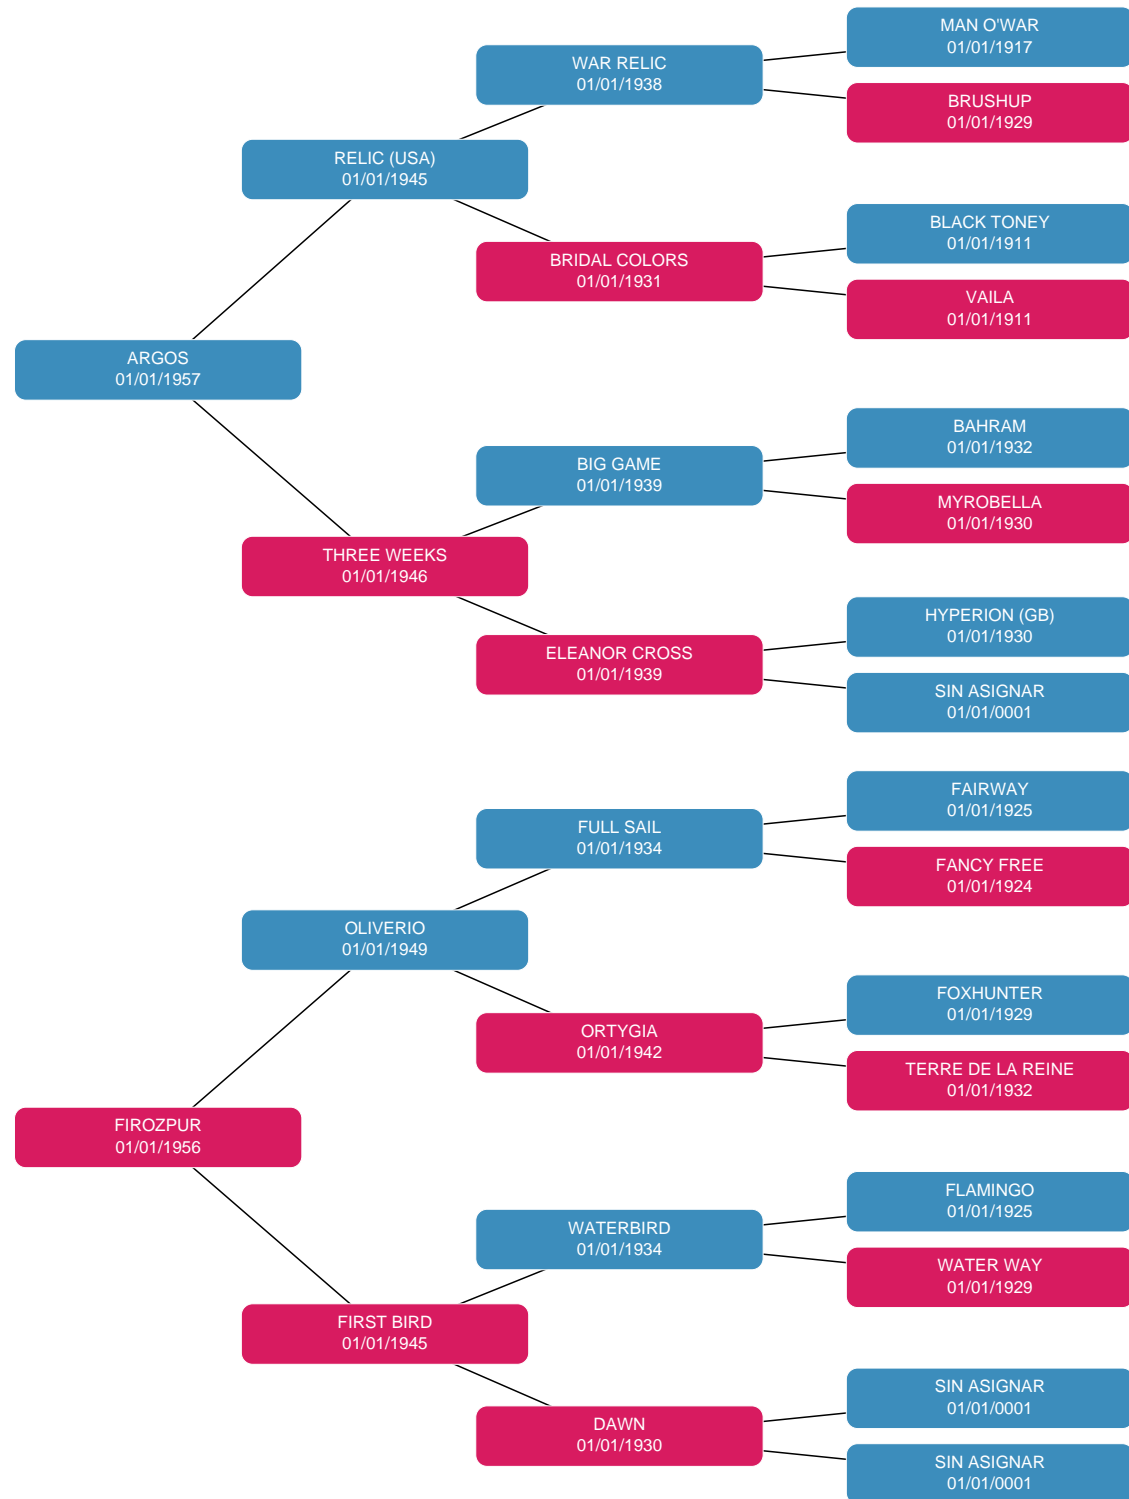 MAN O'WAR
01/01/1917
WAR RELIC
01/01/1938
BRUSHUP
01/01/1929
RELIC (USA)
01/01/1945
BLACK TONEY
01/01/1911
BRIDAL COLORS
01/01/1931
VAILA
01/01/1911
ARGOS
01/01/1957
BAHRAM
01/01/1932
BIG GAME
01/01/1939
MYROBELLA
01/01/1930
THREE WEEKS
01/01/1946
HYPERION (GB)
01/01/1930
ELEANOR CROSS
01/01/1939
SIN ASIGNAR
01/01/0001
FAIRWAY
01/01/1925
FULL SAIL
01/01/1934
FANCY FREE
01/01/1924
OLIVERIO
01/01/1949
FOXHUNTER
01/01/1929
ORTYGIA
01/01/1942
TERRE DE LA REINE
01/01/1932
FIROZPUR
01/01/1956
FLAMINGO
01/01/1925
WATERBIRD
01/01/1934
WATER WAY
01/01/1929
FIRST BIRD
01/01/1945
SIN ASIGNAR
01/01/0001
DAWN
01/01/1930
SIN ASIGNAR
01/01/0001